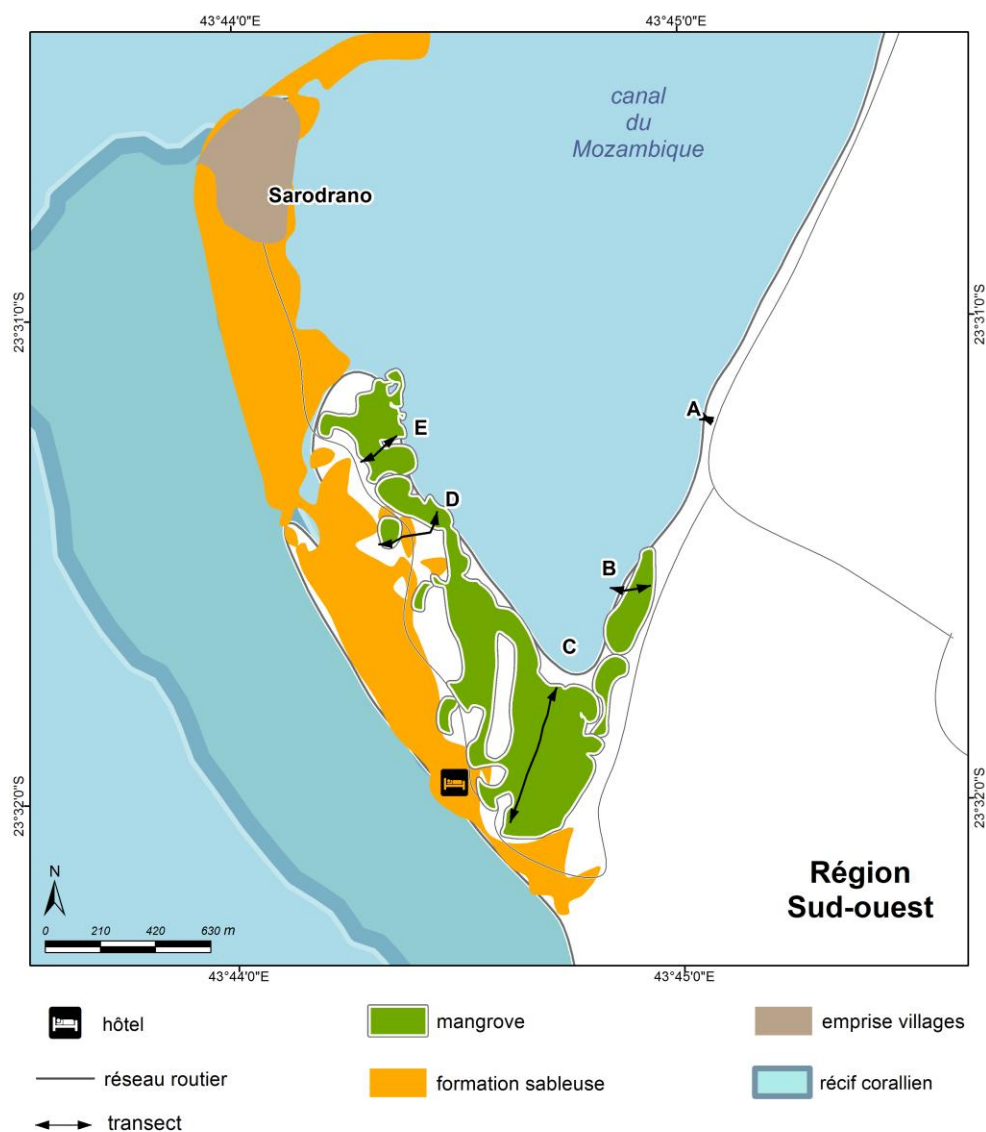 43°44'0"E
43°45'0"E
canal
du
Mozambique
Sarodrano
23°31'0"S
23°31'0"S
A
E
D
B
C
23°32'0"S
23°32'0"S
Région
Sud-ouest
N
0 210 420 630 m
43°44'0"E
43°45'0"E
hôtel
mangrove
emprise villages
réseau routier
formation sableuse
récif corallien
transect